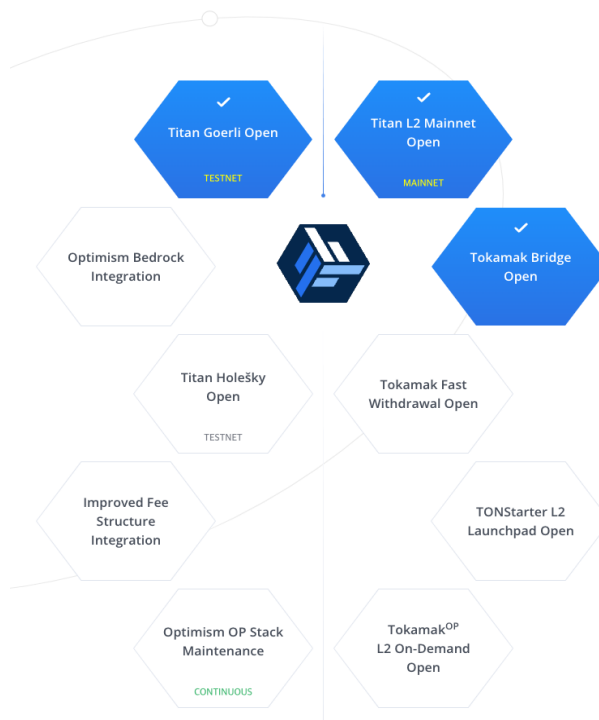 Titan Goerli Open
TESTNET
Titan L2 Mainnet
Open
MAINNET
Optimism Bedrock
Integration
Tokamak Bridge
Open
Titan Holešky
Open
TESTNET
Tokamak Fast
Withdrawal Open
Improved Fee
Structure
Integration
TONStarter L2
Launchpad Open
Optimism OP Stack
Maintenance
CONTINUOUS
Tokamak^OP
L2 On-Demand
Open